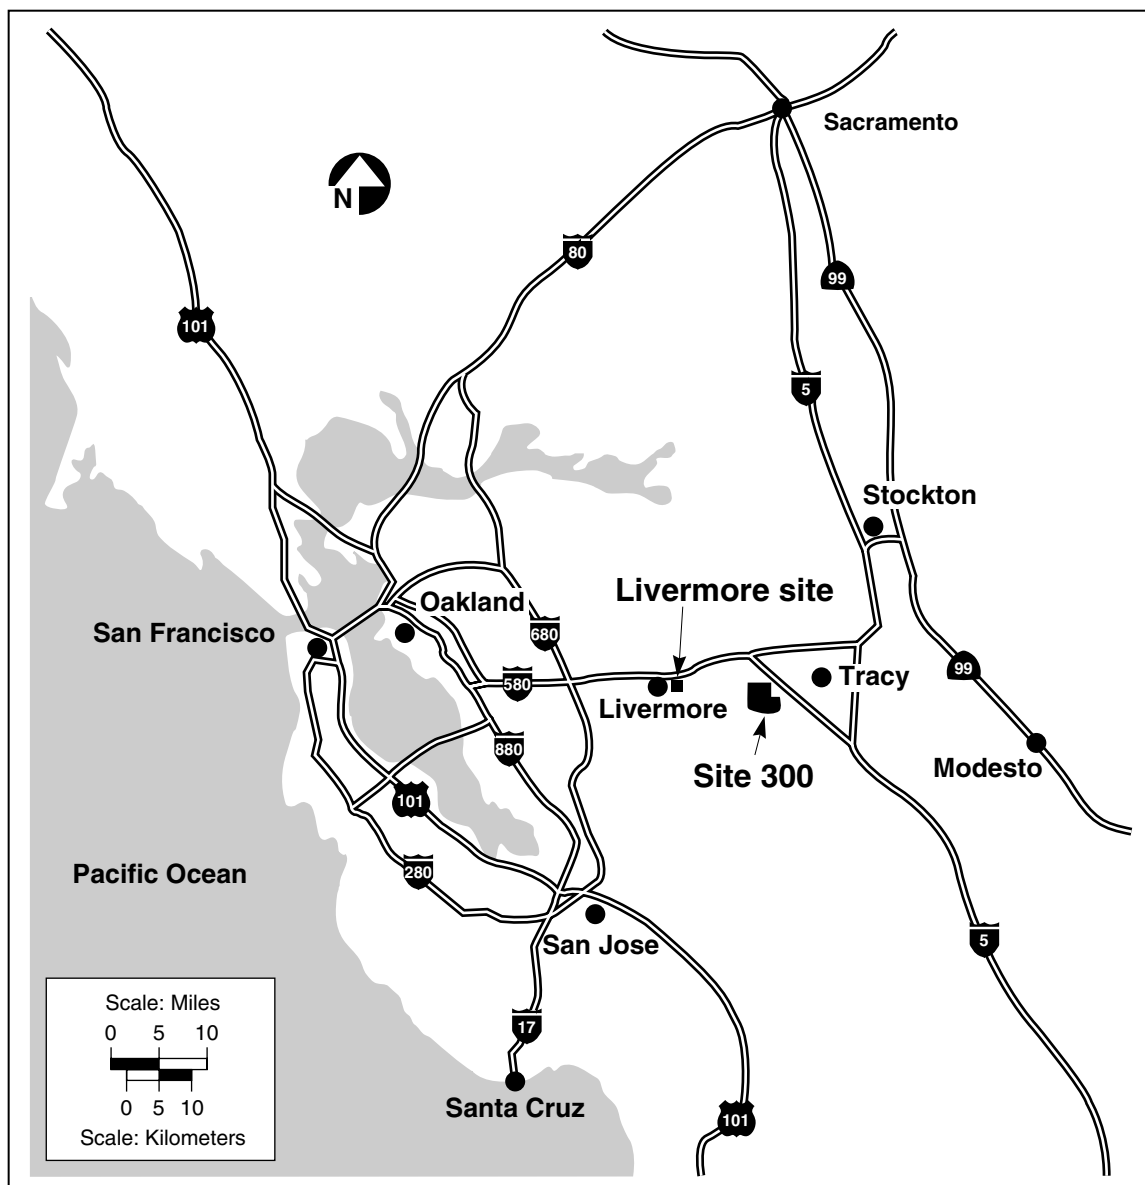 Sacramento
N
80
99
101
5
Stockton
Livermore site
Oakland
San Francisco
680
Tracy
99
580
Livermore
880
Modesto
Site 300
101
Pacific Ocean
280
5
San Jose
Scale: Miles
0 5 10
17
0 5 10
Santa Cruz
101
Scale: Kilometers